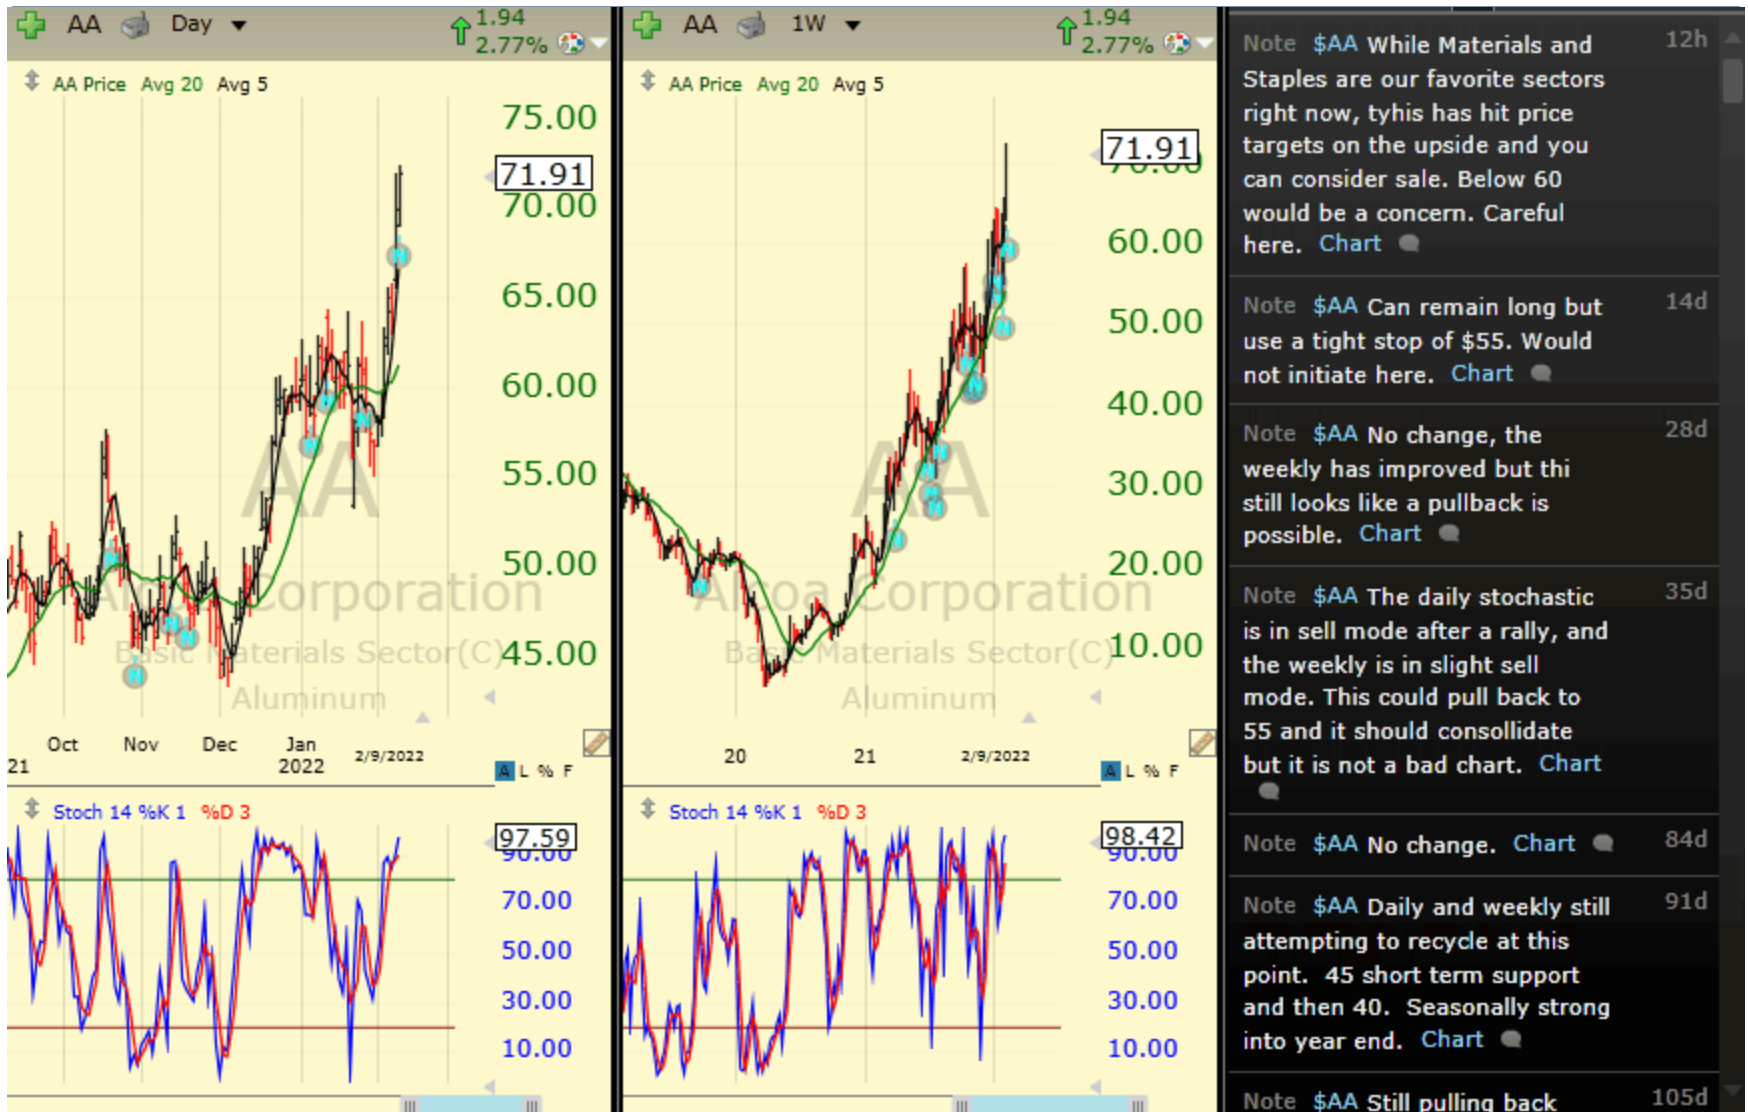 AA Day 1.94
2.77%
AA Price Avg 20 Avg 5
75.00
71.91
70.00
65.00
60.00
55.00
50.00
45.00
AA
Alcoa Corporation
Basic Materials Sector(C)
Aluminum
Oct Nov Dec Jan 2/9/2022
21 2022
A L % F
Stoch 14 %K 1 %D 3
97.59
90.00
70.00
50.00
30.00
10.00
AA 1W 1.94
2.77%
AA Price Avg 20 Avg 5
71.91
70.00
60.00
50.00
40.00
30.00
20.00
10.00
AA
Alcoa Corporation
Basic Materials Sector(C)
Aluminum
20 21 2/9/2022
A L % F
Stoch 14 %K 1 %D 3
98.42
90.00
70.00
50.00
30.00
10.00
Note $AA While Materials and 12h
Staples are our favorite sectors
right now, tyhis has hit price
targets on the upside and you
can consider sale. Below 60
would be a concern. Careful
here. Chart
Note $AA Can remain long but 14d
use a tight stop of $55. Would
not initiate here. Chart
Note $AA No change, the 28d
weekly has improved but thi
still looks like a pullback is
possible. Chart
Note $AA The daily stochastic 35d
is in sell mode after a rally, and
the weekly is in slight sell
mode. This could pull back to
55 and it should consollidate
but it is not a bad chart. Chart
Note $AA No change. Chart 84d
Note $AA Daily and weekly still 91d
attempting to recycle at this
point. 45 short term support
and then 40. Seasonally strong
into year end. Chart
Note $AA Still pulling back 105d